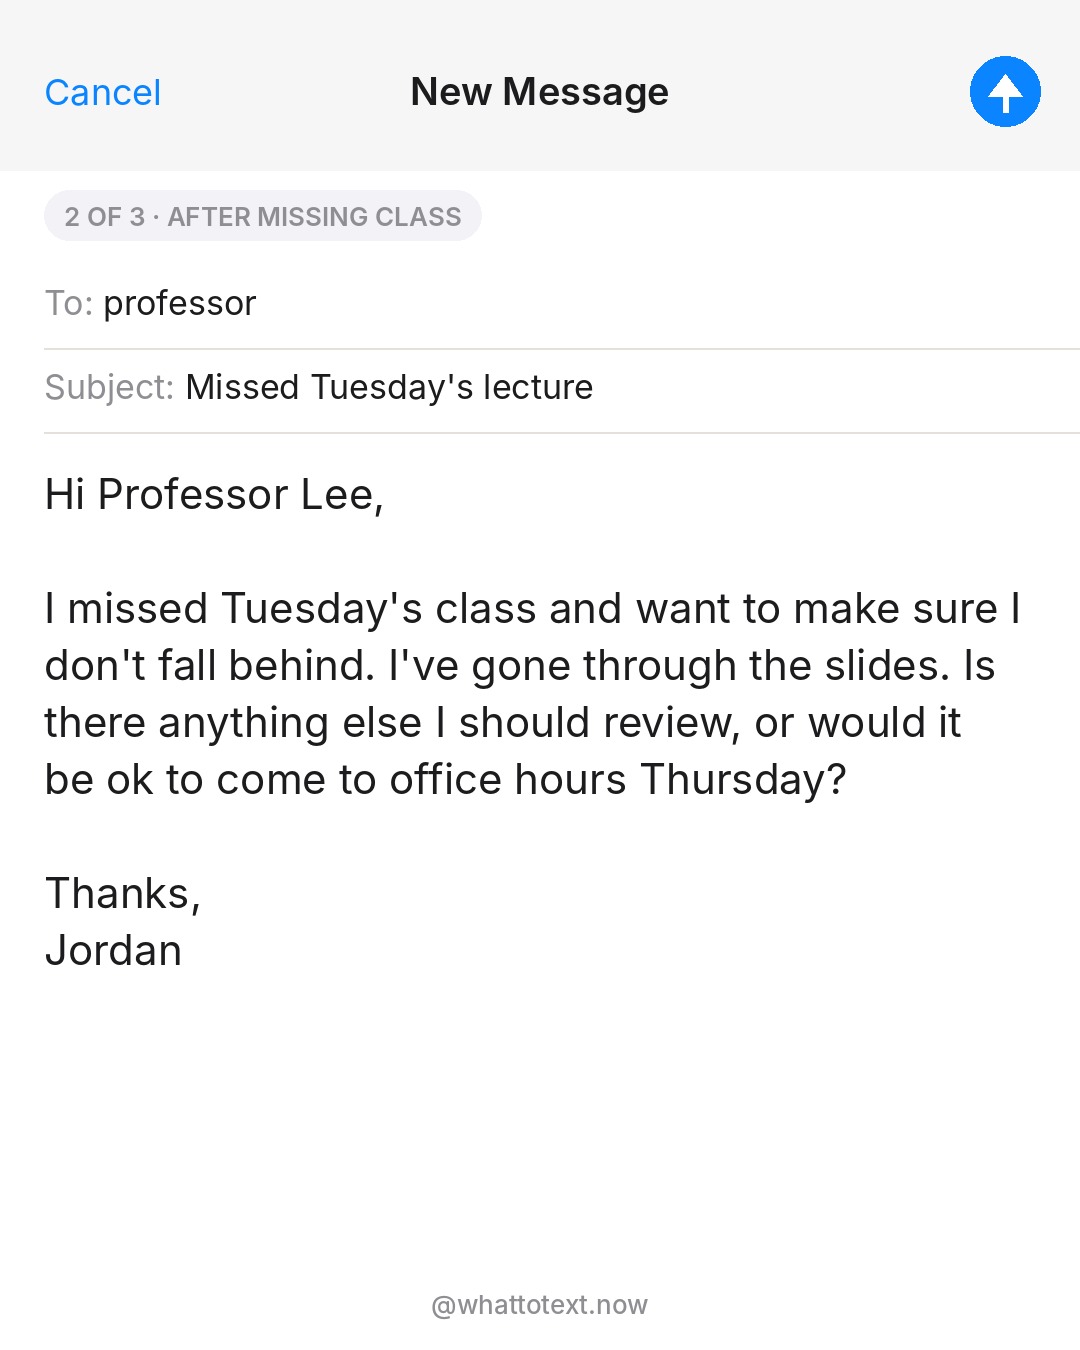 Cancel
New Message
2 OF 3 · AFTER MISSING CLASS
To: professor
Subject: Missed Tuesday's lecture
Hi Professor Lee,
I missed Tuesday's class and want to make sure I
don't fall behind. I've gone through the slides. Is
there anything else I should review, or would it
be ok to come to office hours Thursday?
Thanks,
Jordan
@whattotext.now